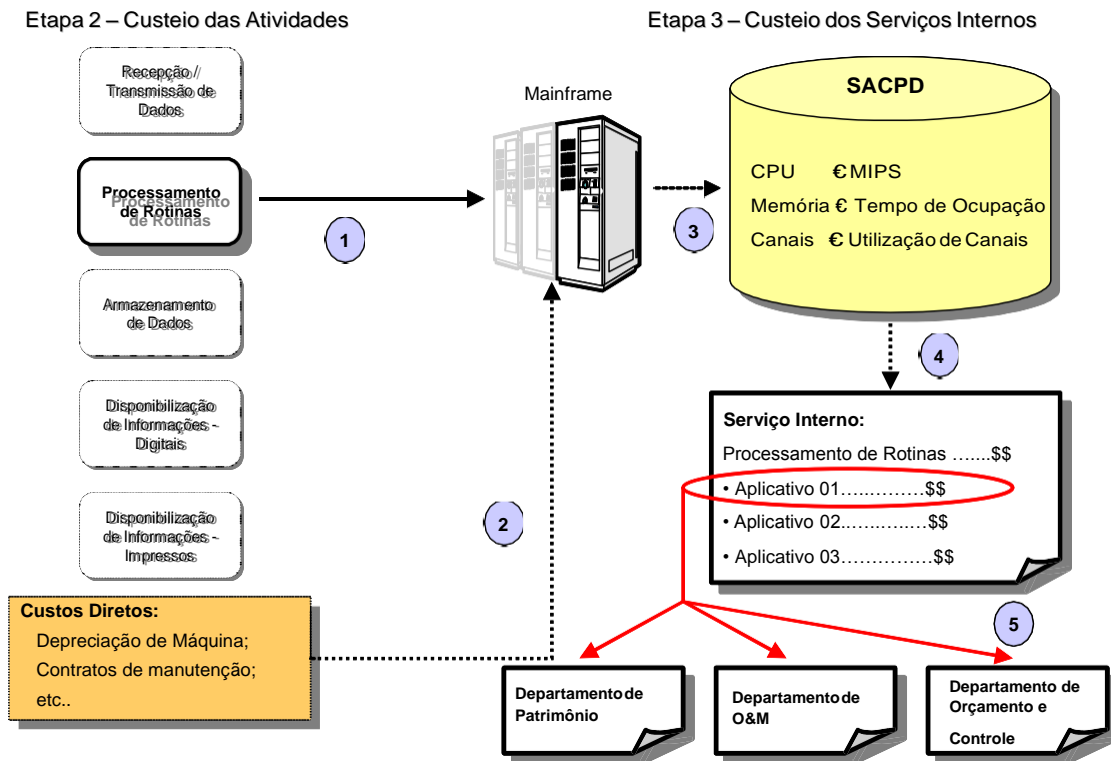 Etapa 2 – Custeio das Atividades
Etapa 3 – Custeio dos Serviços Internos
Recepção /
Transmissão de
Dados
Processamento
de Rotinas
Processamento
de Rotinas
Armazenamento
de Dados
Disponibilização
de Informações -
Digitais
Disponibilização
de Informações -
Impressos
Custos Diretos:
Depreciação de Máquina;
Contratos de manutenção;
etc..
1
2
Mainframe
3
SACPD
CPU € MIPS
Memória € Tempo de Ocupação
Canais € Utilização de Canais
4
Serviço Interno:
Processamento de Rotinas …....$$
• Aplicativo 01…..………$$
• Aplicativo 02..…..…..…$$
• Aplicativo 03……………$$
5
Departamento de
Patrimônio
Departamento de
O&M
Departamento de
Orçamento e
Controle